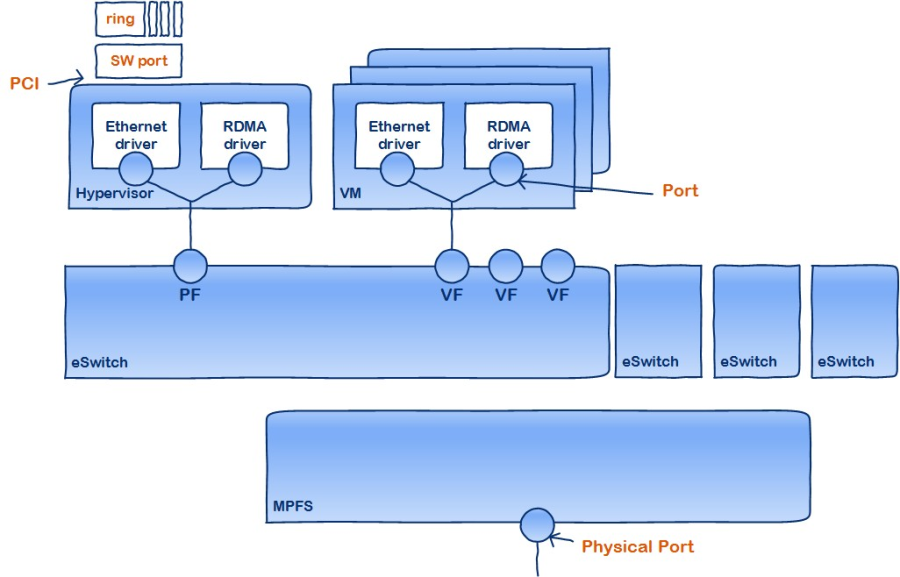 ring
SW port
PCI
Ethernet
driver
RDMA
driver
Hypervisor
Ethernet
driver
RDMA
driver
VM
Port
PF
VF
VF
VF
eSwitch
eSwitch
eSwitch
eSwitch
MPFS
Physical Port